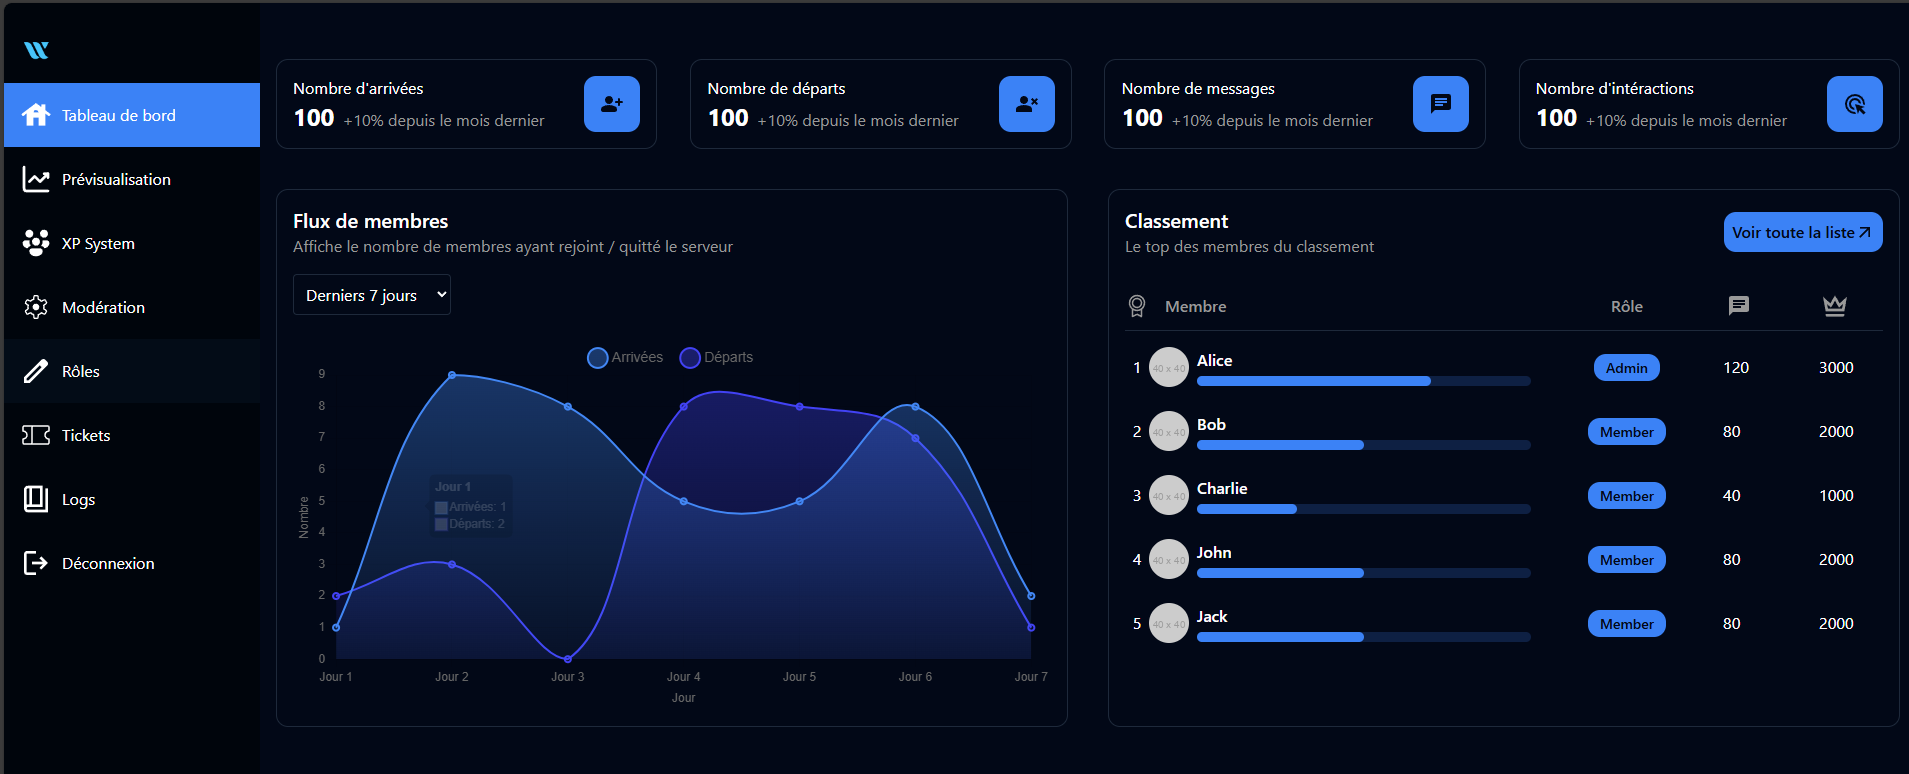 Tableau de bord
Prévisualisation
XP System
Modération
Rôles
Tickets
Logs
Déconnexion
Nombre d'arrivées
100 +10% depuis le mois dernier
Nombre de départs
100 +10% depuis le mois dernier
Nombre de messages
100 +10% depuis le mois dernier
Nombre d'intéractions
100 +10% depuis le mois dernier
Flux de membres
Affiche le nombre de membres ayant rejoint / quitté le serveur
Derniers 7 jours
Arrivées Départs
9
8
7
6
5
4
3
2
1
0
Nombre
Jour 1
Arrivées: 1
Départs: 2
Jour 1 Jour 2 Jour 3 Jour 4 Jour 5 Jour 6 Jour 7
Jour
Classement
Le top des membres du classement
Voir toute la liste
Membre Rôle
1 40 x 40 Alice Admin 120 3000
2 40 x 40 Bob Member 80 2000
3 40 x 40 Charlie Member 40 1000
4 40 x 40 John Member 80 2000
5 40 x 40 Jack Member 80 2000